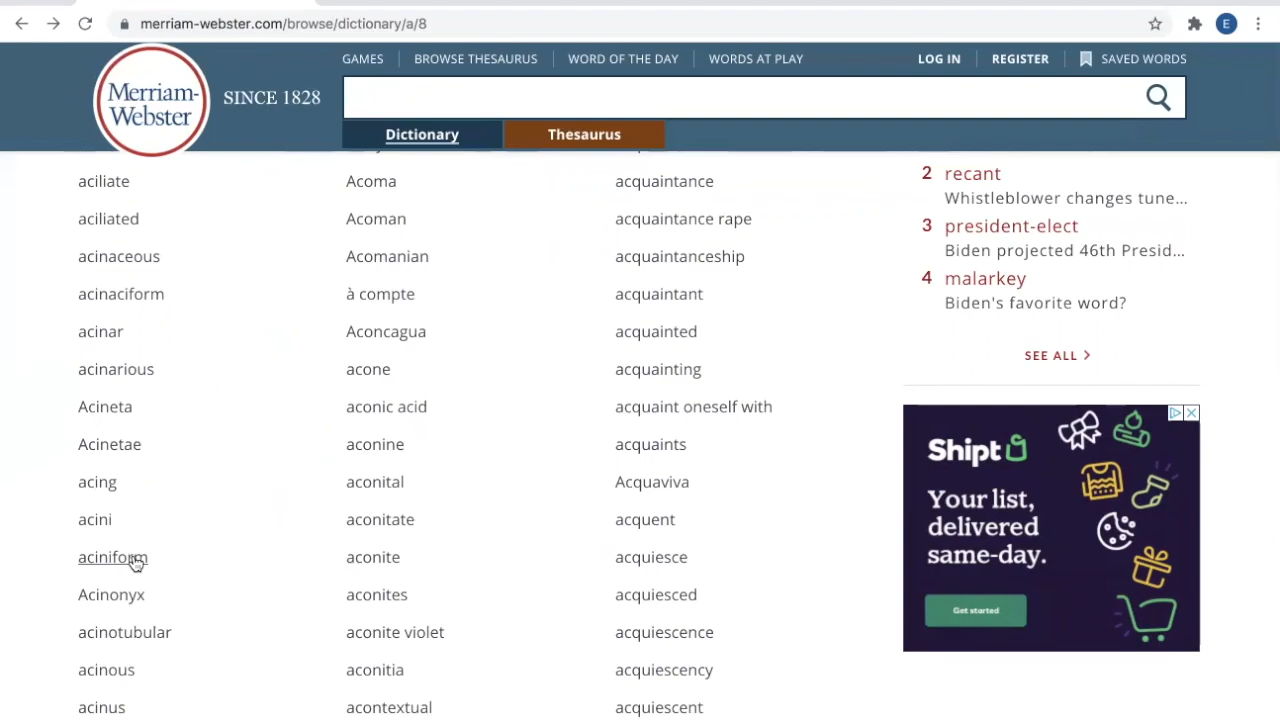 merriam-webster.com/browse/dictionary/a/8
E
GAMES
BROWSE THESAURUS
WORD OF THE DAY
WORDS AT PLAY
LOG IN
REGISTER
SAVED WORDS
Merriam-
Webster
SINCE 1828
Dictionary
Thesaurus
aciliate
aciliated
acinaceous
acinaciform
acinar
acinarious
Acineta
Acinetae
acing
acini
aciniform
Acinonyx
acinotubular
acinous
acinus
Acoma
Acoman
Acomanian
à compte
Aconcagua
acone
aconic acid
aconine
aconital
aconitate
aconite
aconites
aconite violet
aconitia
acontextual
acquaintance
acquaintance rape
acquaintanceship
acquaintant
acquainted
acquainting
acquaint oneself with
acquaints
Acquaviva
acquent
acquiesce
acquiesced
acquiescence
acquiescency
acquiescent
2 recant
Whistleblower changes tune...
3 president-elect
Biden projected 46th Presid...
4 malarkey
Biden's favorite word?
SEE ALL >
Shipt
Your list,
delivered
same-day.
Get started